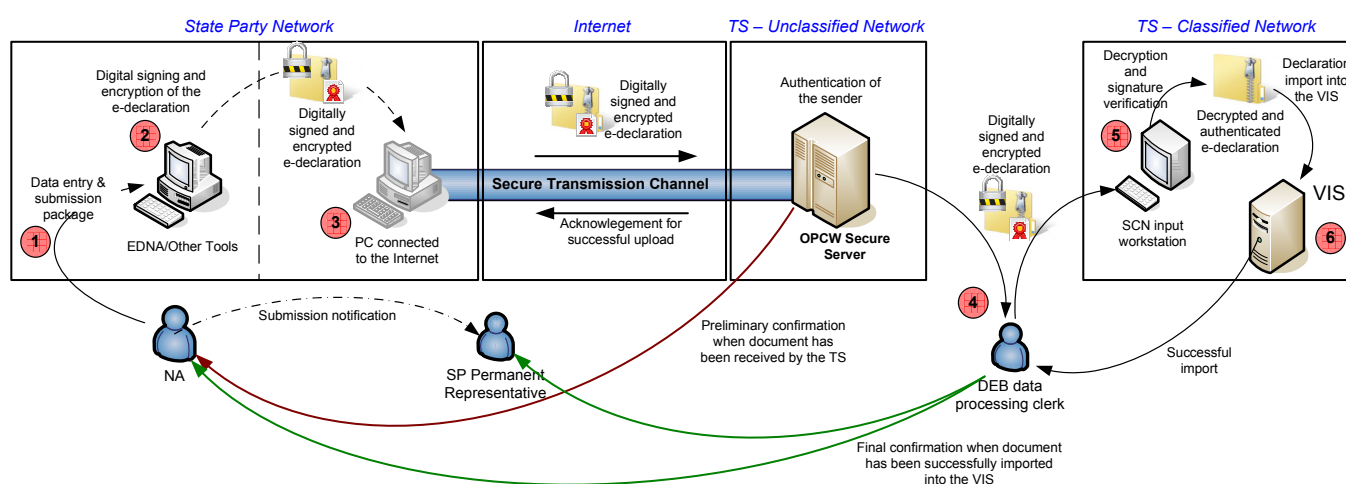 State Party Network
Internet
TS – Unclassified Network
TS – Classified Network
Digital signing and
encryption of the
e-declaration
2
Data entry &
submission
package
1
EDNA/Other Tools
Digitally
signed and
encrypted
e-declaration
3
PC connected
to the Internet
Digitally
signed and
encrypted
e-declaration
Secure Transmission Channel
Acknowlegement for
successful upload
Authentication of
the sender
OPCW Secure
Server
Digitally
signed and
encrypted
e-declaration
4
Decryption
and
signature
verification
5
SCN input
workstation
Decrypted and
authenticated
e-declaration
Declaration
import into
the VIS
VIS
6
NA
Submission notification
SP Permanent
Representative
Preliminary confirmation
when document has
been received by the TS
DEB data
processing clerk
Successful
import
Final confirmation when document
has been successfully imported
into the VIS